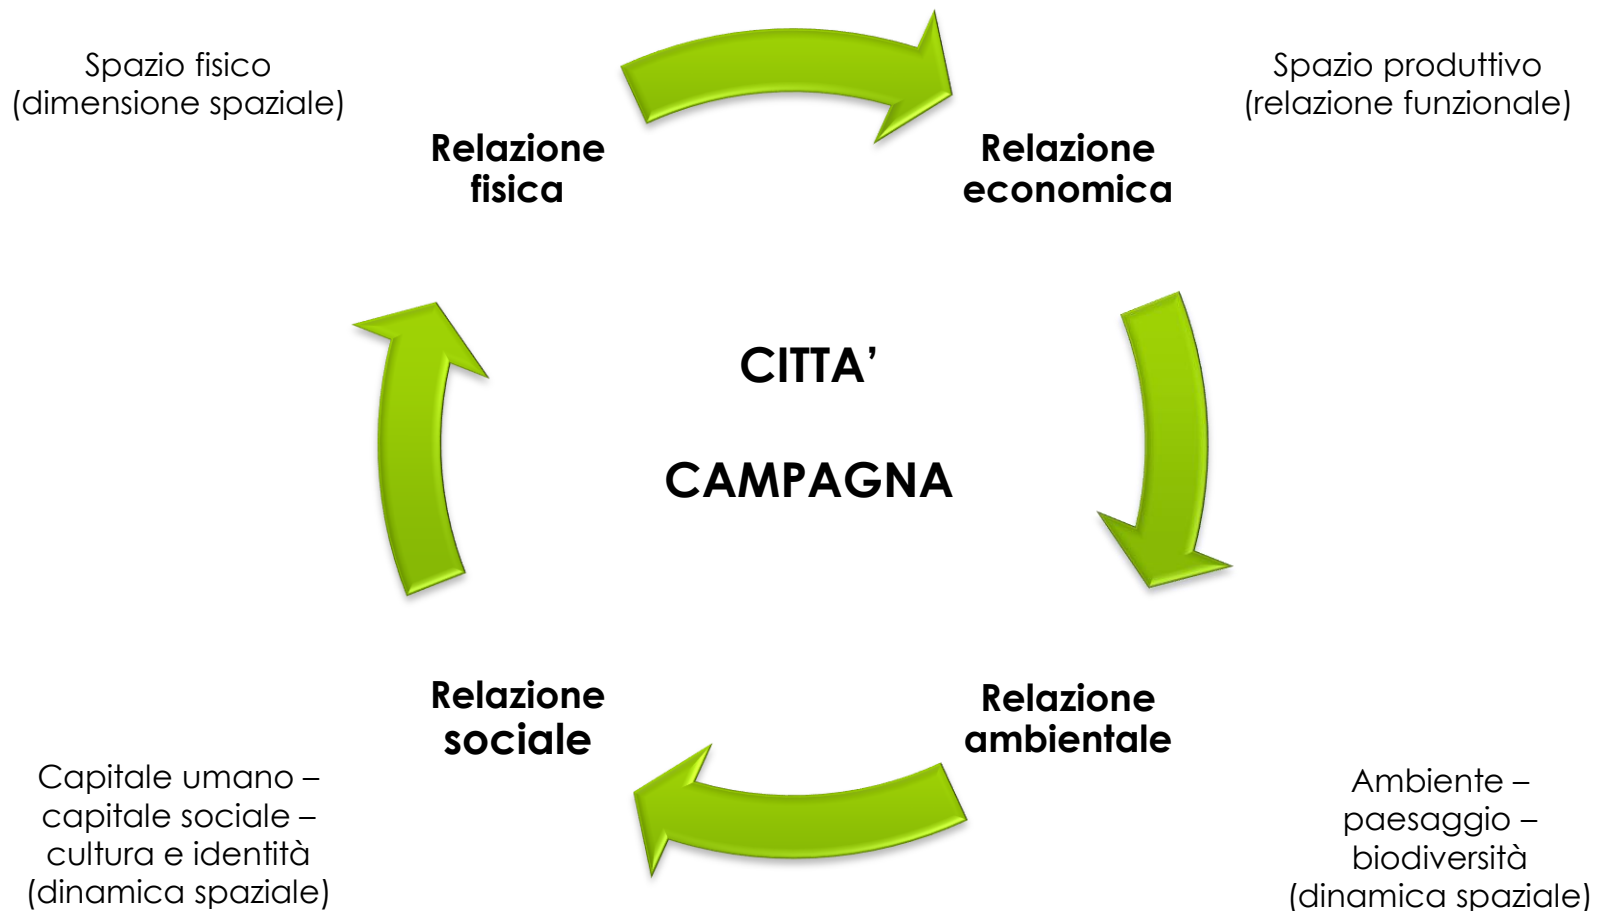 Spazio fisico
(dimensione spaziale)
Relazione
fisica
Relazione
economica
Spazio produttivo
(relazione funzionale)
CITTA’
CAMPAGNA
Relazione
sociale
Relazione
ambientale
Capitale umano –
capitale sociale –
cultura e identità
(dinamica spaziale)
Ambiente –
paesaggio –
biodiversità
(dinamica spaziale)